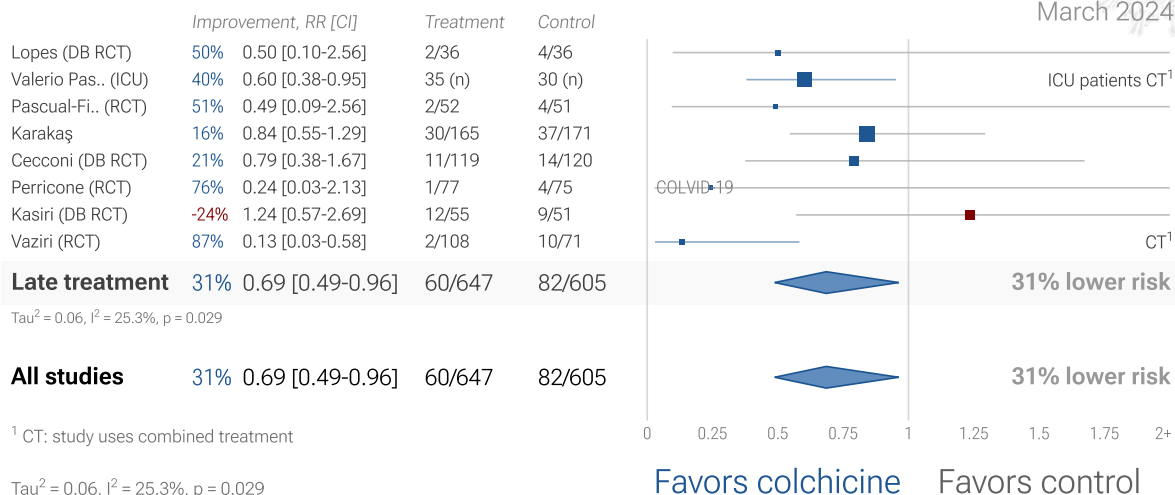 March 2024
Improvement, RR [CI] Treatment Control
Lopes (DB RCT) 50% 0.50 [0.10-2.56] 2/36 4/36
Valerio Pas.. (ICU) 40% 0.60 [0.38-0.95] 35 (n) 30 (n) ICU patients CT¹
Pascual-Fi.. (RCT) 51% 0.49 [0.09-2.56] 2/52 4/51
Karakaş 16% 0.84 [0.55-1.29] 30/165 37/171
Cecconi (DB RCT) 21% 0.79 [0.38-1.67] 11/119 14/120
Perricone (RCT) 76% 0.24 [0.03-2.13] 1/77 4/75 COLVID-19
Kasiri (DB RCT) -24% 1.24 [0.57-2.69] 12/55 9/51
Vaziri (RCT) 87% 0.13 [0.03-0.58] 2/108 10/71 CT¹
Late treatment 31% 0.69 [0.49-0.96] 60/647 82/605 31% lower risk
Tau² = 0.06, I² = 25.3%, p = 0.029
All studies 31% 0.69 [0.49-0.96] 60/647 82/605 31% lower risk
¹ CT: study uses combined treatment
0 0.25 0.5 0.75 1 1.25 1.5 1.75 2+
Tau² = 0.06, I² = 25.3%, p = 0.029
Favors colchicine Favors control